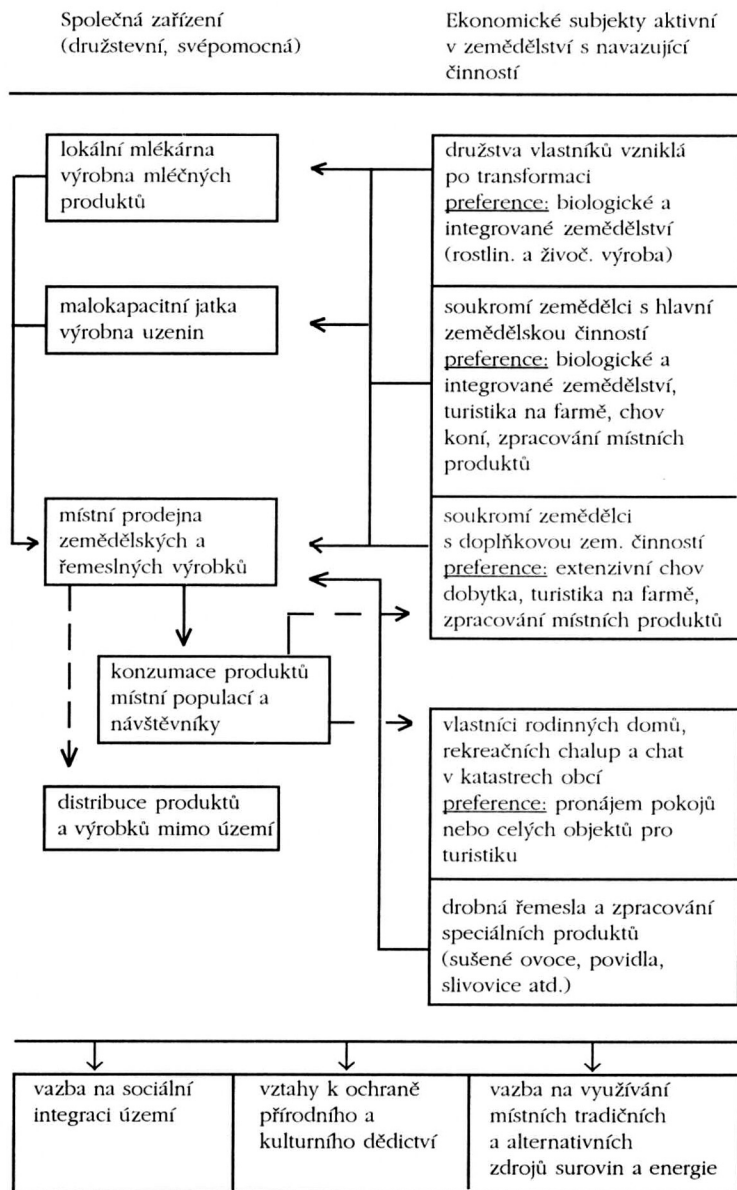 Společná zařízení
(družstevní, svépomocná)
Ekonomické subjekty aktivní
v zemědělství s navazující
činností
lokální mlékárna
výrobna mléčných
produktů
malokapacitní jatka
výrobna uzenin
místní prodejna
zemědělských a
řemeslných výrobků
konzumace produktů
místní populací a
návštěvníky
distribuce produktů
a výrobků mimo území
družstva vlastníků vzniklá
po transformaci
preference: biologické a
integrované zemědělství
(rostlin. a živoč. výroba)
soukromí zemědělci s hlavní
zemědělskou činností
preference: biologické a
integrované zemědělství,
turistika na farmě, chov
koní, zpracování místních
produktů
soukromí zemědělci
s doplňkovou zem. činností
preference: extenzivní chov
dobytka, turistika na farmě,
zpracování místních produktů
vlastníci rodinných domů,
rekreačních chalup a chat
v katastrech obcí
preference: pronájem pokojů
nebo celých objektů pro
turistiku
drobná řemesla a zpracování
speciálních produktů
(sušené ovoce, povidla,
slivovice atd.)
vazba na sociální
integraci území
vztahy k ochraně
přírodního a
kulturního dědictví
vazba na využívání
místních tradičních
a alternativních
zdrojů surovin a energie